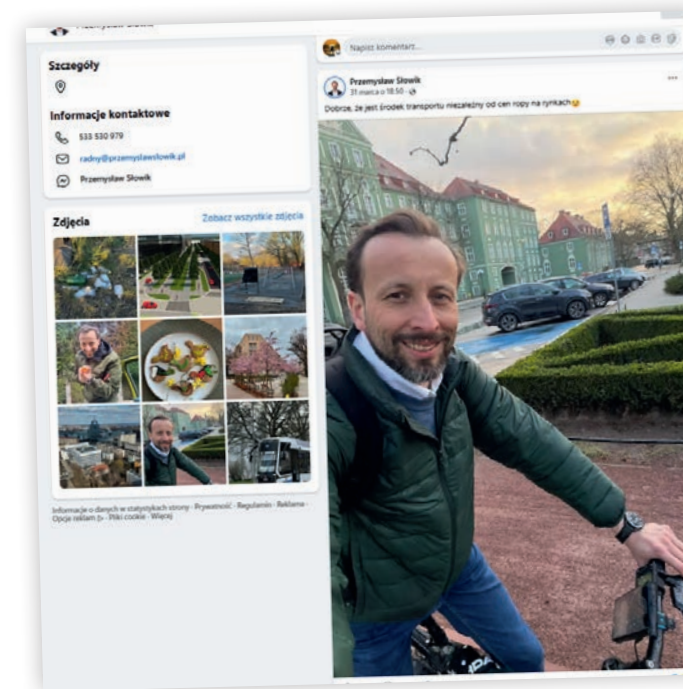 Przemysław Słowik
Szczegóły
Informacje kontaktowe
533 530 979
radny@przemyslawslowik.pl
Przemysław Słowik
Zdjęcia
Zobacz wszystkie zdjęcia
Informacje o danych w statystykach strony · Prywatność · Regulamin · Reklama ·
Opcje reklam · Pliki cookie · Więcej
Napisz komentarz...
Przemysław Słowik
31 marca o 18:50 ·
Dobrze, że jest środek transportu niezależny od cen ropy na rynkach